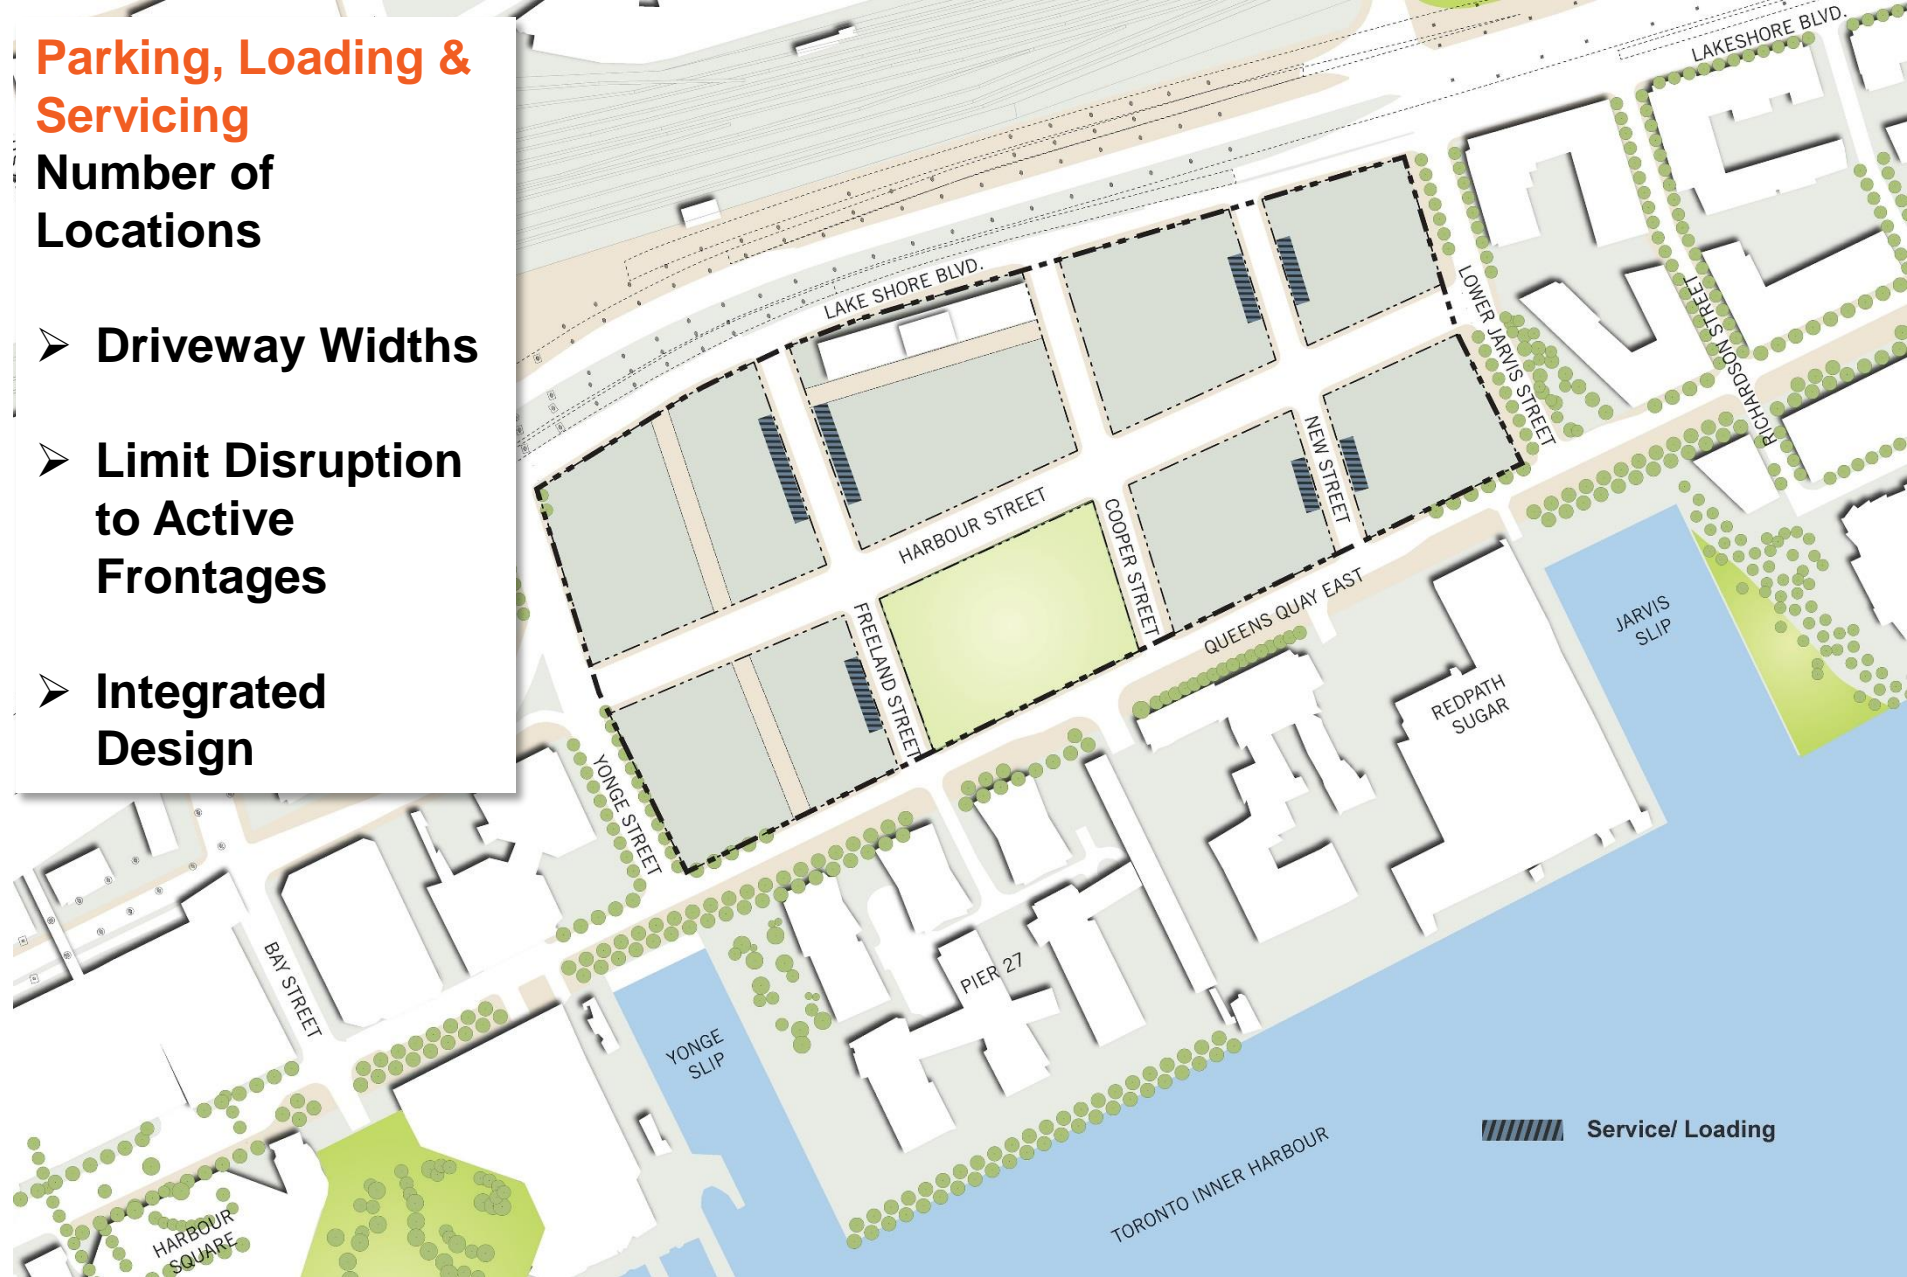 Parking, Loading &
Servicing
Number of
Locations
➢ Driveway Widths
➢ Limit Disruption
to Active
Frontages
➢ Integrated
Design
LAKESHORE BLVD.
LAKE SHORE BLVD.
LOWER JARVIS STREET
RICHARDSON STREET
NEW STREET
HARBOUR STREET
COOPER STREET
FREELAND STREET
QUEENS QUAY EAST
JARVIS
SLIP
REDPATH
SUGAR
YONGE STREET
BAY STREET
PIER 27
YONGE
SLIP
TORONTO INNER HARBOUR
HARBOUR
SQUARE
Service/ Loading